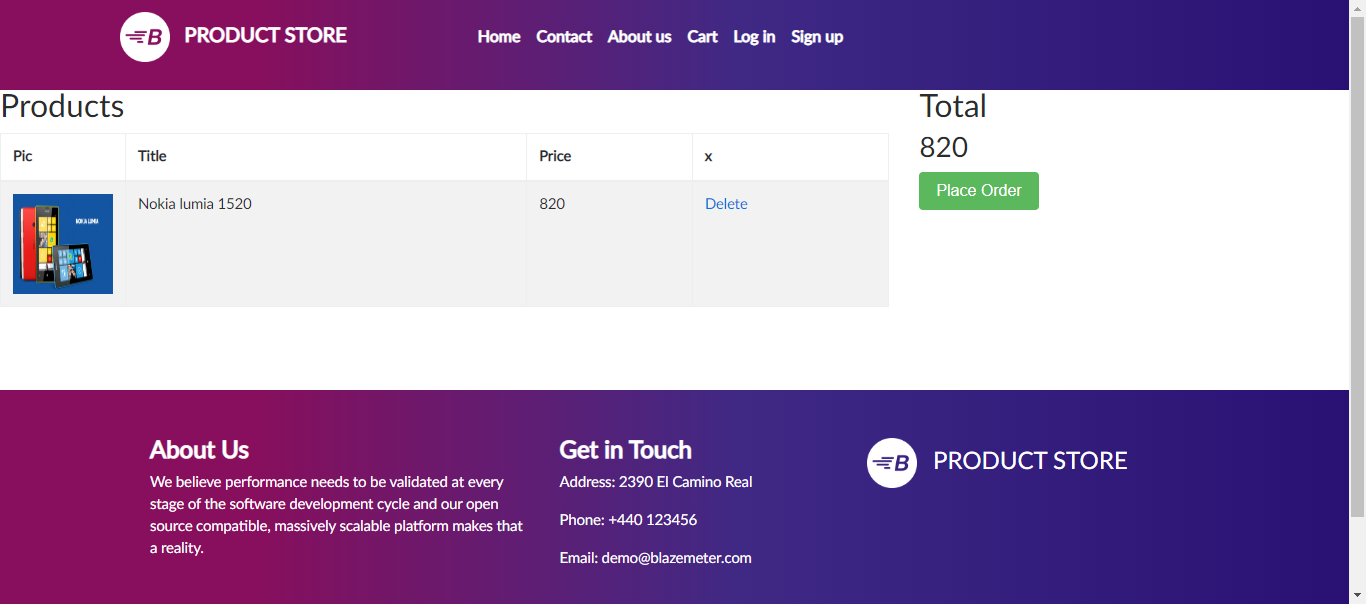 B PRODUCT STORE
Home Contact About us Cart Log in Sign up
Products
Total
820
Place Order
Pic Title Price x
NOKIA LUMIA
Nokia lumia 1520 820 Delete
About Us
We believe performance needs to be validated at every
stage of the software development cycle and our open
source compatible, massively scalable platform makes that
a reality.
Get in Touch
Address: 2390 El Camino Real
Phone: +440 123456
Email: demo@blazemeter.com
B PRODUCT STORE